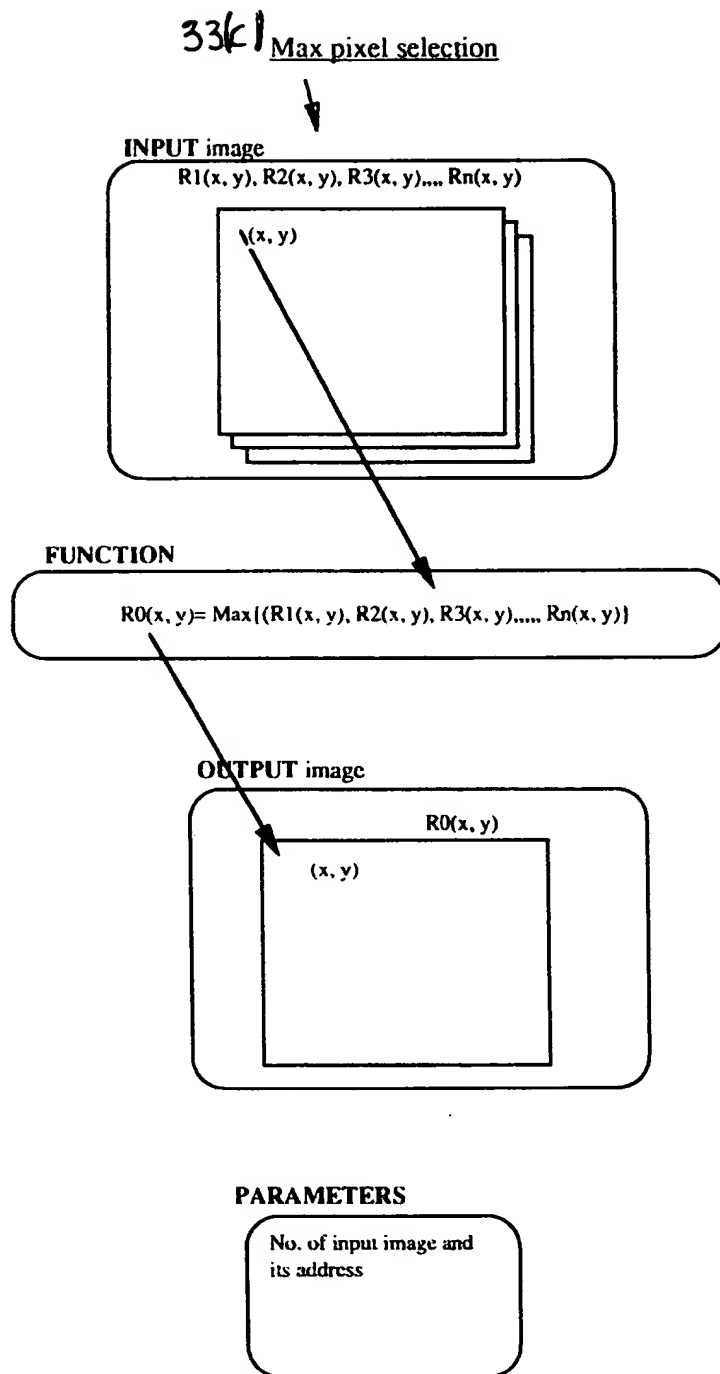 33(c) Max pixel selection
INPUT image
R1(x, y), R2(x, y), R3(x, y),,,, Rn(x, y)
(x, y)
FUNCTION
R0(x, y)= Max{(R1(x, y), R2(x, y), R3(x, y),,,,, Rn(x, y)}
OUTPUT image
R0(x, y)
(x, y)
PARAMETERS
No. of input image and
its address